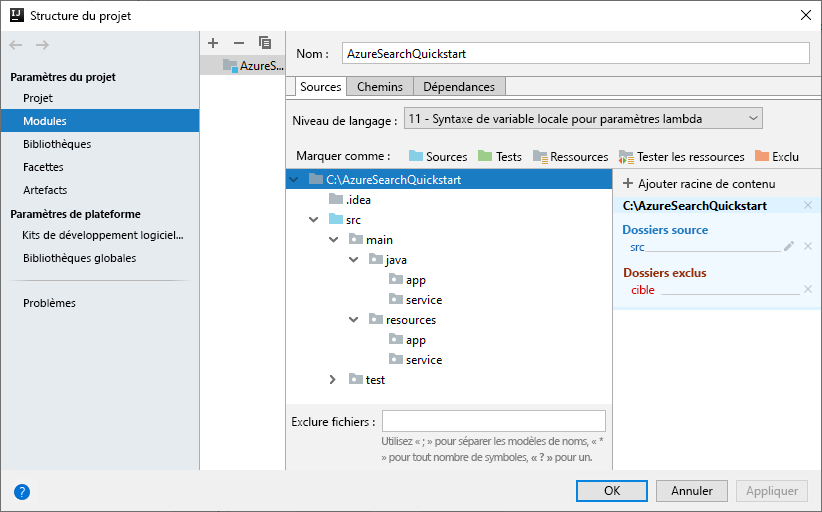 Structure du projet
Paramètres du projet
Projet
Modules
Bibliothèques
Facettes
Artefacts
Paramètres de plateforme
Kits de développement logiciel...
Bibliothèques globales
Problèmes
AzureS...
Nom :
AzureSearchQuickstart
Sources
Chemins
Dépendances
Niveau de langage :
11 - Syntaxe de variable locale pour paramètres lambda
Marquer comme :
Sources
Tests
Ressources
Tester les ressources
Exclu
C:\AzureSearchQuickstart
.idea
src
main
java
app
service
resources
app
service
test
Ajouter racine de contenu
C:\AzureSearchQuickstart
Dossiers source
src
Dossiers exclus
cible
Exclure fichiers :
Utilisez « ; » pour séparer les modèles de noms, « *
» pour tout nombre de symboles, « ? » pour un.
?
OK
Annuler
Appliquer